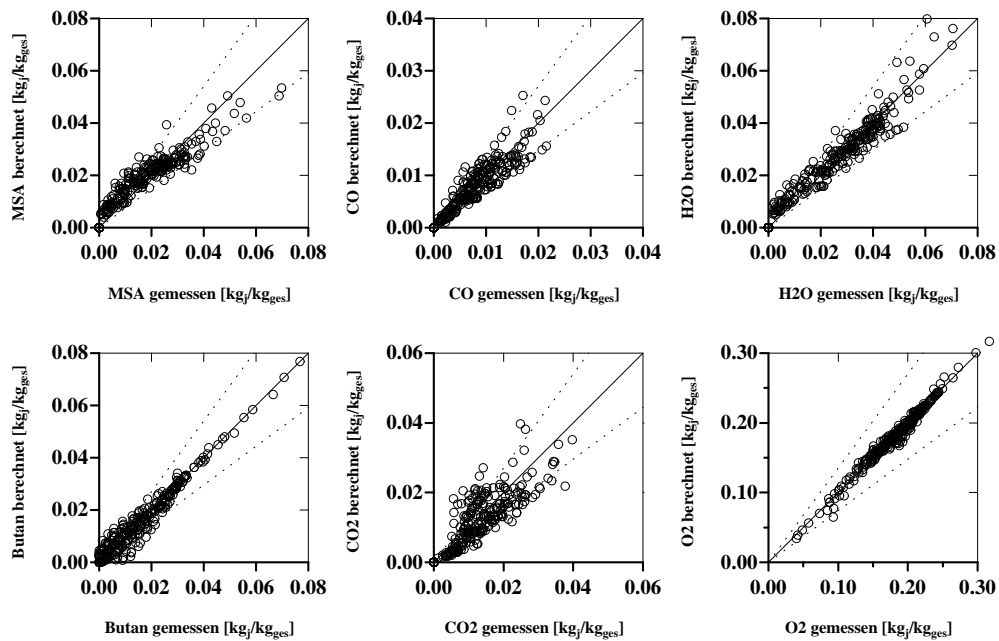 0.08
0.06
0.04
0.02
0.00
0.00 0.02 0.04 0.06 0.08
MSA berechnet [kgj/kgges]
MSA gemessen [kgj/kgges]
0.04
0.03
0.02
0.01
0.00
0.00 0.01 0.02 0.03 0.04
CO berechnet [kgj/kgges]
CO gemessen [kgj/kgges]
0.08
0.06
0.04
0.02
0.00
0.00 0.02 0.04 0.06 0.08
H2O berechnet [kgj/kgges]
H2O gemessen [kgj/kgges]
0.08
0.06
0.04
0.02
0.00
0.00 0.02 0.04 0.06 0.08
Butan berechnet [kgj/kgges]
Butan gemessen [kgj/kgges]
0.06
0.04
0.02
0.00
0.00 0.02 0.04 0.06
CO2 berechnet [kgj/kgges]
CO2 gemessen [kgj/kgges]
0.30
0.20
0.10
0.00
0.00 0.10 0.20 0.30
O2 berechnet [kgj/kgges]
O2 gemessen [kgj/kgges]